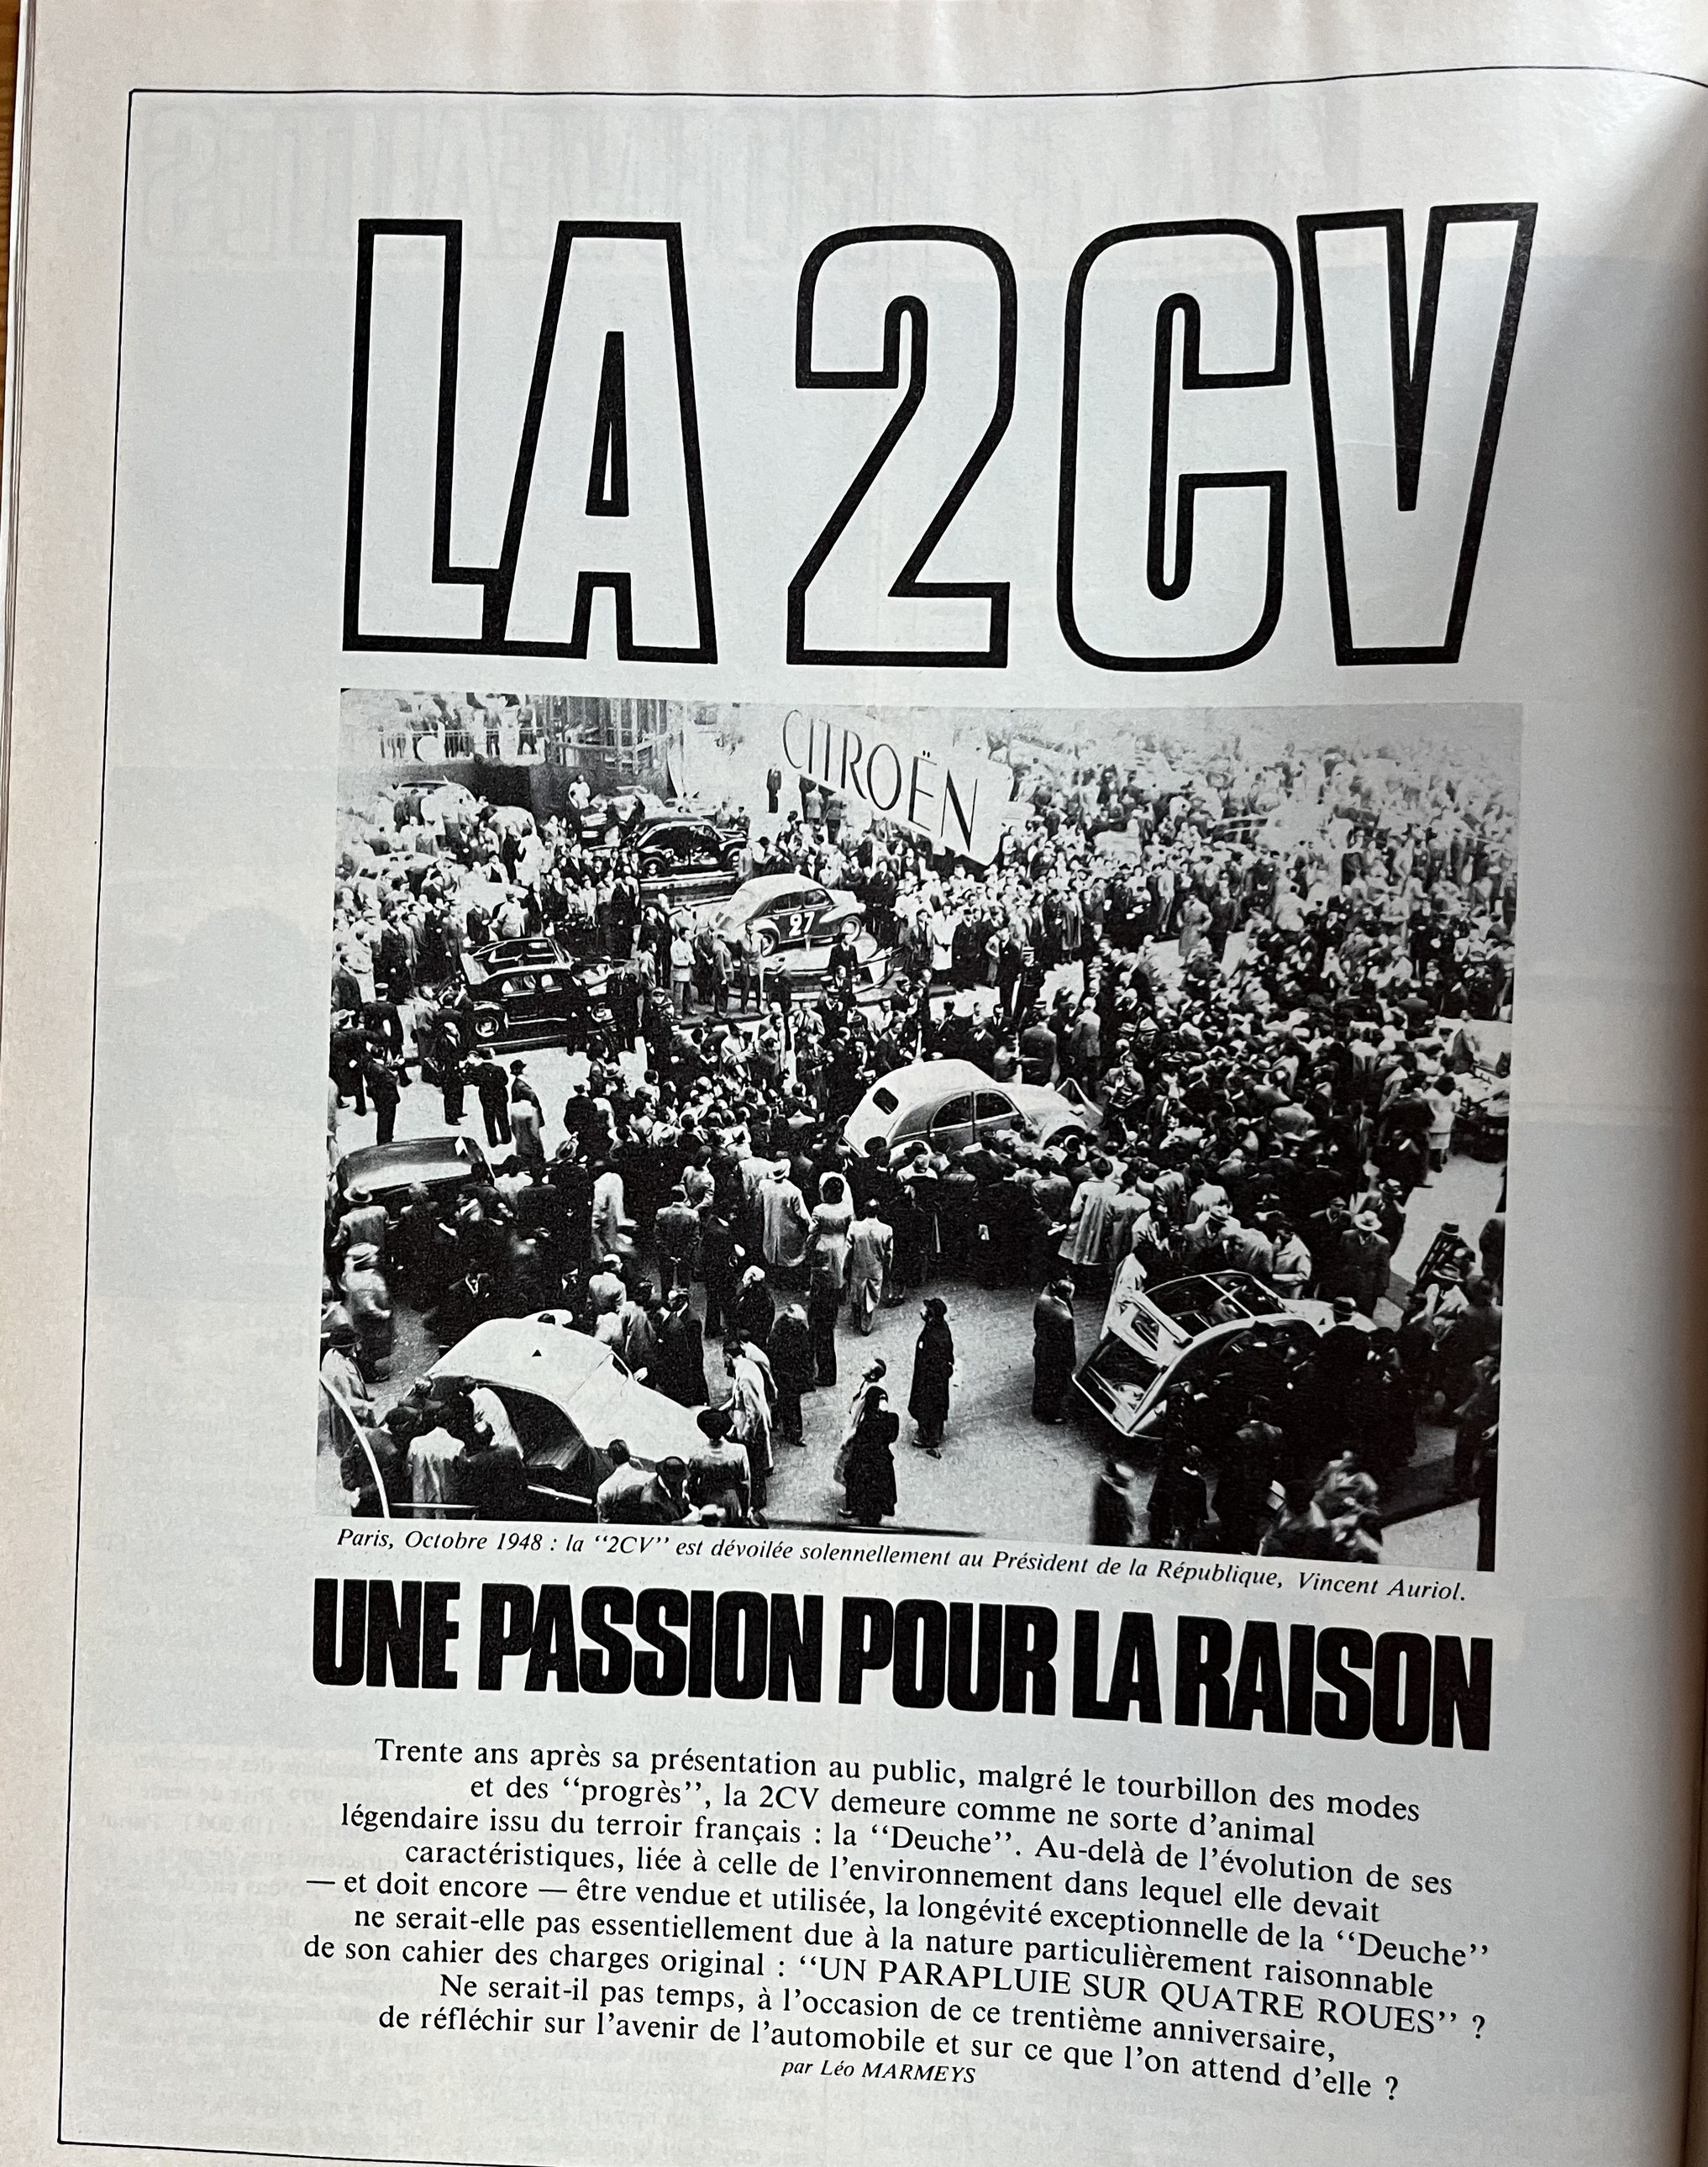 LA 2CV
CITROËN
27
Paris, Octobre 1948 : la “2CV” est dévoilée solennellement au Président de la République, Vincent Auriol.
UNE PASSION POUR LA RAISON
Trente ans après sa présentation au public, malgré le tourbillon des modes
et des “progrès”, la 2CV demeure comme ne sorte d’animal
légendaire issu du terroir français : la “Deuche”. Au-delà de l’évolution de ses
caractéristiques, liée à celle de l’environnement dans lequel elle devait
— et doit encore — être vendue et utilisée, la longévité exceptionnelle de la “Deuche”
ne serait-elle pas essentiellement due à la nature particulièrement raisonnable
de son cahier des charges original : “UN PARAPLUIE SUR QUATRE ROUES” ?
Ne serait-il pas temps, à l’occasion de ce trentième anniversaire,
de réfléchir sur l’avenir de l’automobile et sur ce que l’on attend d’elle ?
par Léo MARMEYS